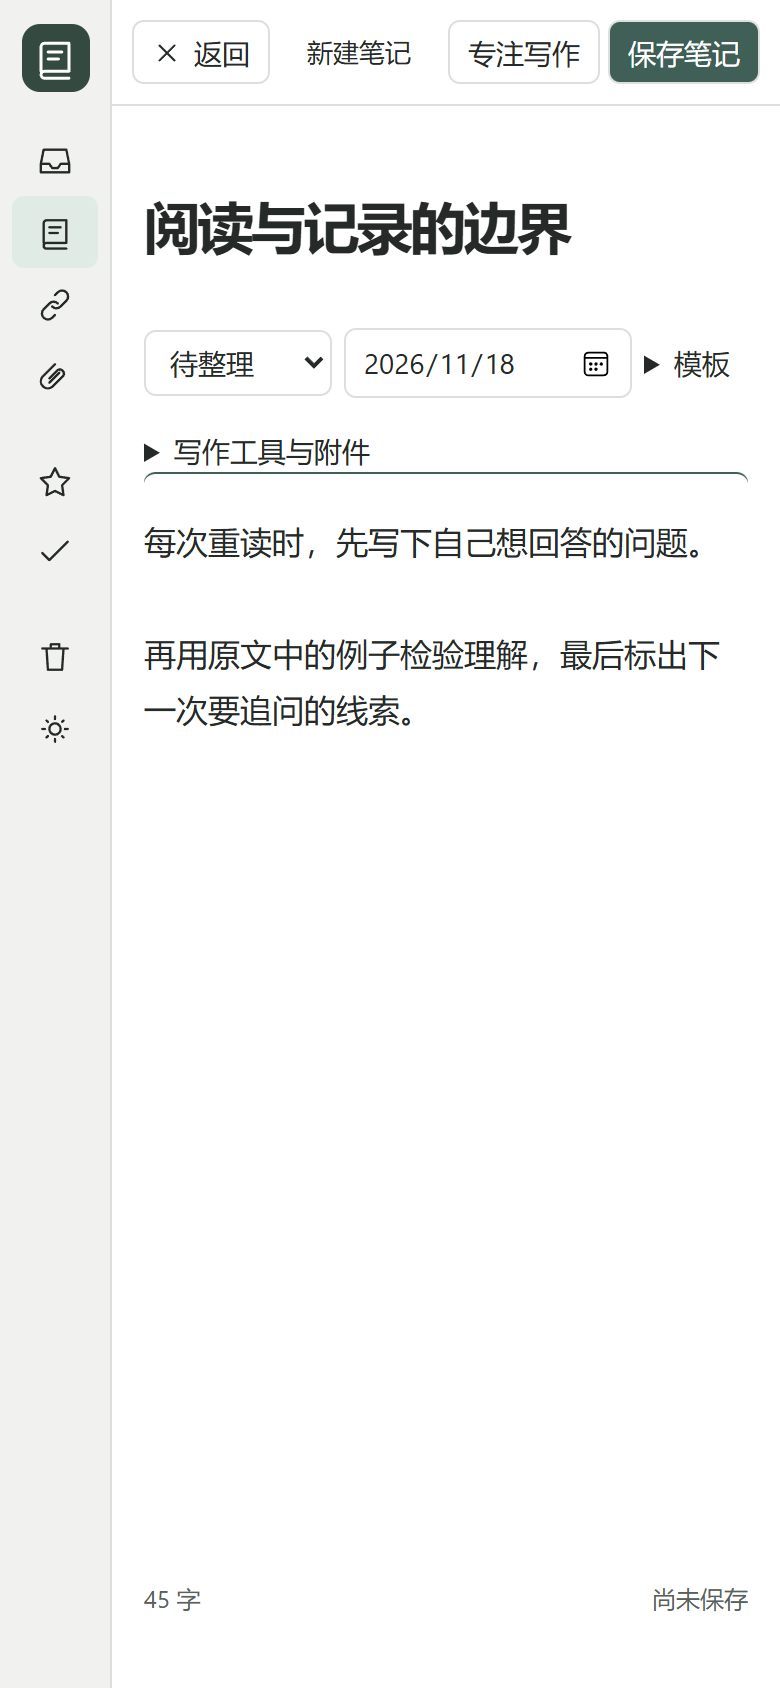 返回 新建笔记 专注写作 保存笔记
阅读与记录的边界
待整理 2026/11/18 模板
写作工具与附件
每次重读时，先写下自己想回答的问题。
再用原文中的例子检验理解，最后标出下
一次要追问的线索。
45 字 尚未保存